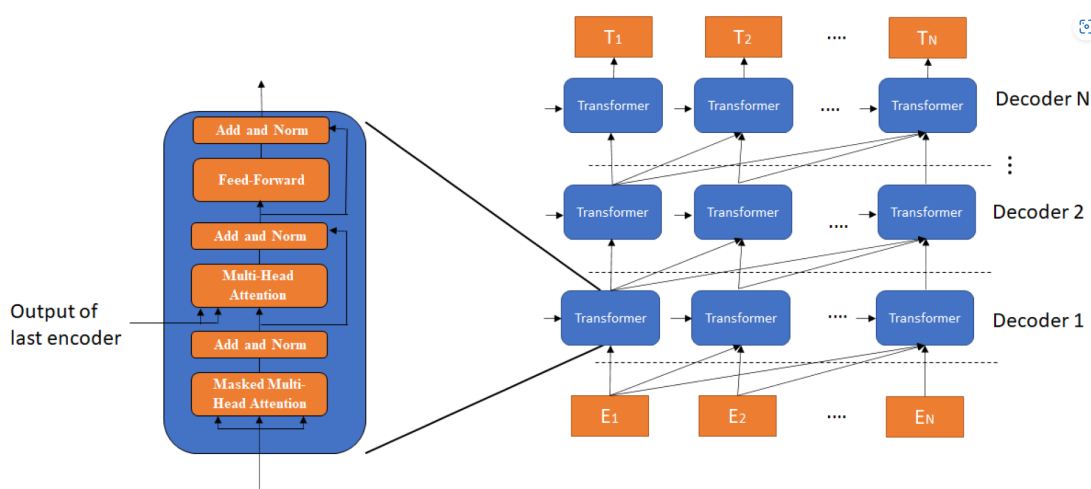 T1
T2
....
TN
Transformer
Transformer
....
Transformer
Decoder N
Add and Norm
Feed-Forward
Add and Norm
Multi-Head
Attention
Output of
last encoder
Add and Norm
Masked Multi-
Head Attention
Transformer
Transformer
....
Transformer
Decoder 2
Transformer
Transformer
....
Transformer
Decoder 1
E1
E2
....
EN